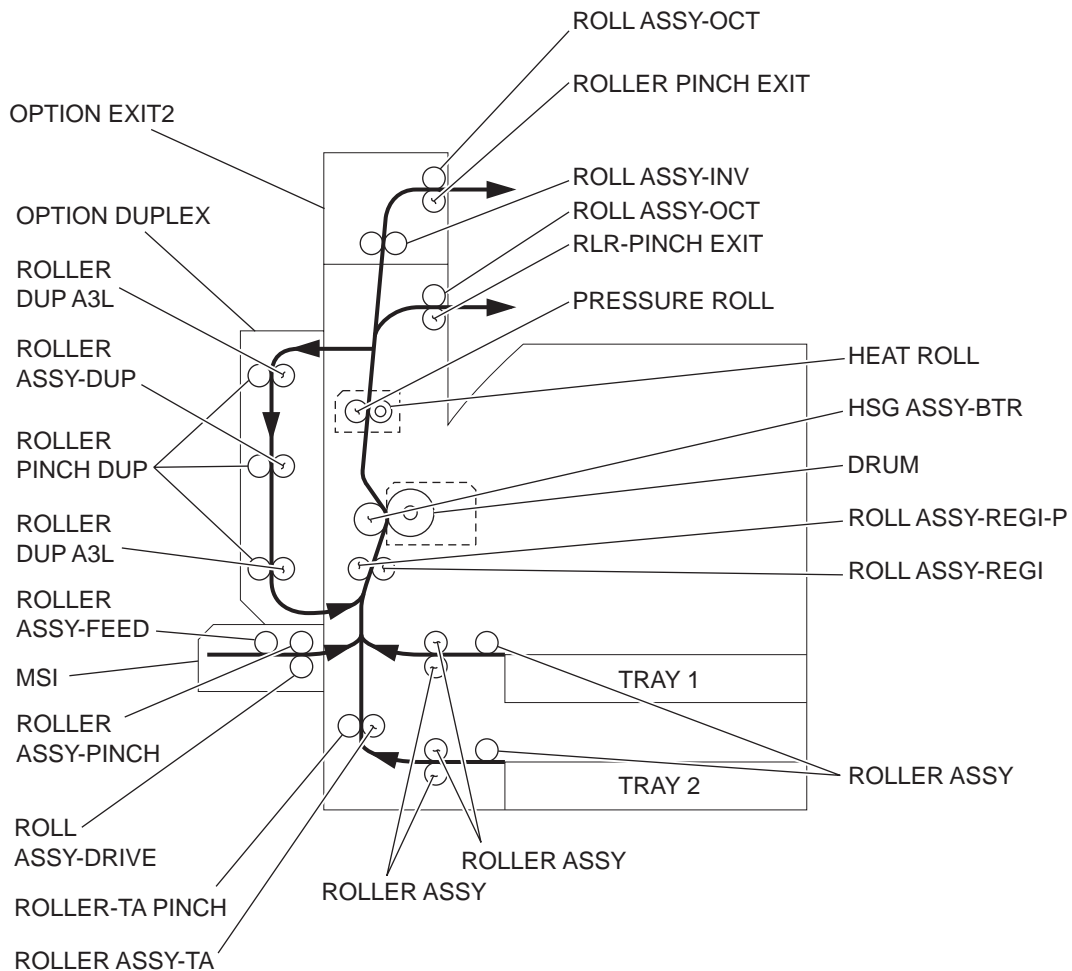 ROLL ASSY-OCT
ROLLER PINCH EXIT
OPTION EXIT2
ROLL ASSY-INV
ROLL ASSY-OCT
OPTION DUPLEX
RLR-PINCH EXIT
ROLLER
DUP A3L
PRESSURE ROLL
ROLLER
ASSY-DUP
HEAT ROLL
HSG ASSY-BTR
ROLLER
PINCH DUP
DRUM
ROLL ASSY-REGI-P
ROLLER
DUP A3L
ROLL ASSY-REGI
ROLLER
ASSY-FEED
MSI
TRAY 1
ROLLER
ASSY-PINCH
ROLLER ASSY
TRAY 2
ROLL
ASSY-DRIVE
ROLLER ASSY
ROLLER ASSY
ROLLER-TA PINCH
ROLLER ASSY-TA